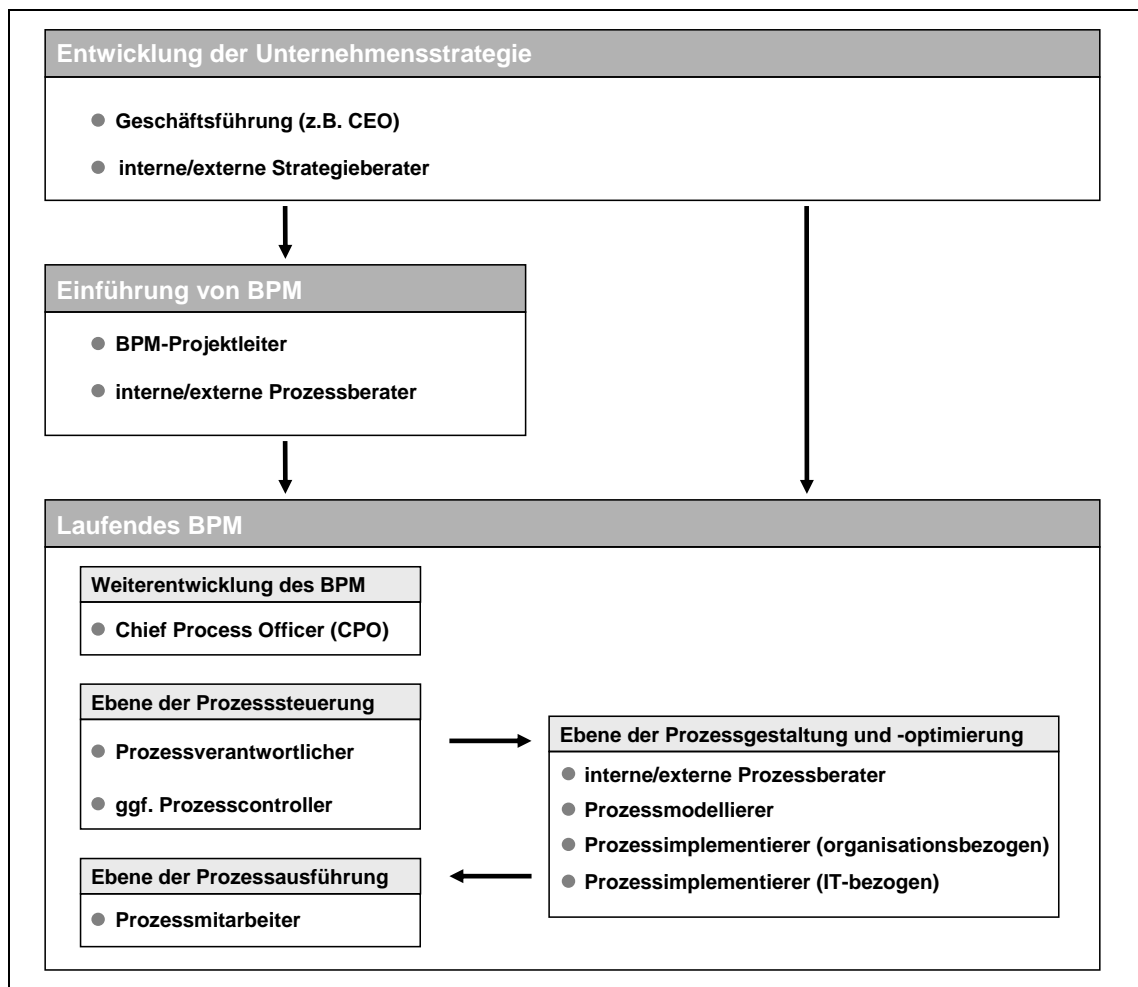 Entwicklung der Unternehmensstrategie
Geschäftsführung (z.B. CEO)
interne/externe Strategieberater
Einführung von BPM
BPM-Projektleiter
interne/externe Prozessberater
Laufendes BPM
Weiterentwicklung des BPM
Chief Process Officer (CPO)
Ebene der Prozesssteuerung
Prozessverantwortlicher
ggf. Prozesscontroller
Ebene der Prozessgestaltung und -optimierung
interne/externe Prozessberater
Prozessmodellierer
Prozessimplementierer (organisationsbezogen)
Prozessimplementierer (IT-bezogen)
Ebene der Prozessausführung
Prozessmitarbeiter